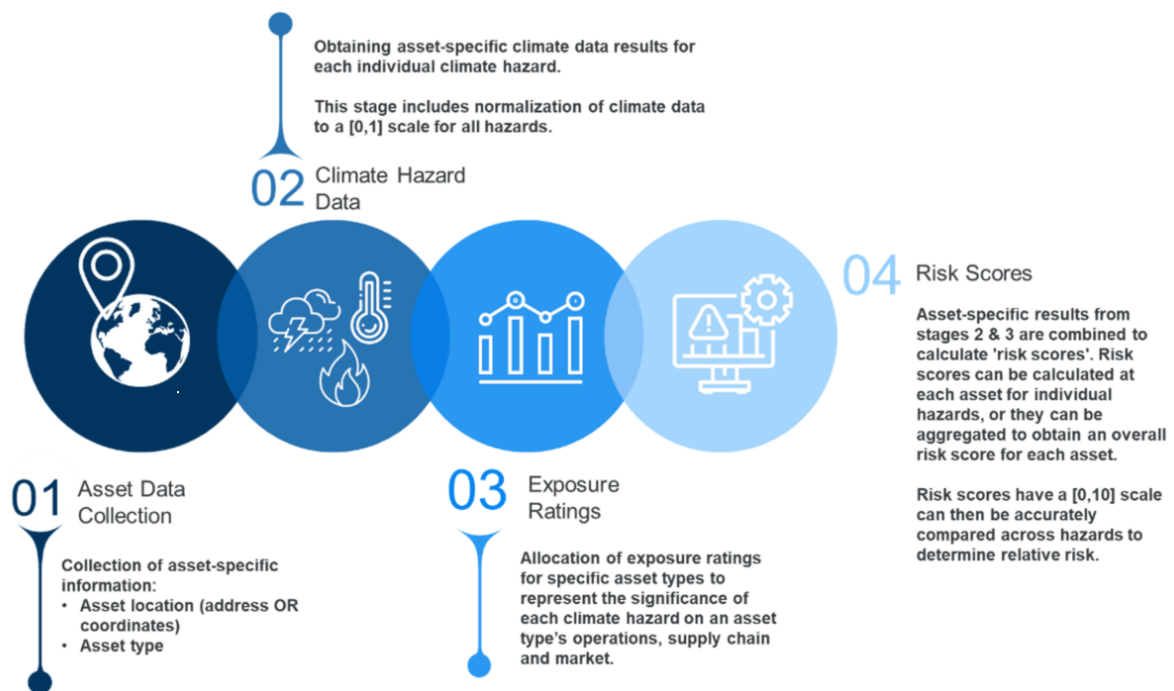 01
Asset Data
Collection
Collection of asset-specific
information:
• Asset location (address OR
coordinates)
• Asset type
Obtaining asset-specific climate data results for
each individual climate hazard.
This stage includes normalization of climate data
to a [0,1] scale for all hazards.
02
Climate Hazard
Data
03
Exposure
Ratings
Allocation of exposure ratings
for specific asset types to
represent the significance of
each climate hazard on an asset
type's operations, supply chain
and market.
04
Risk Scores
Asset-specific results from
stages 2 & 3 are combined to
calculate 'risk scores'. Risk
scores can be calculated at
each asset for individual
hazards, or they can be
aggregated to obtain an overall
risk score for each asset.
Risk scores have a [0,10] scale
can then be accurately
compared across hazards to
determine relative risk.